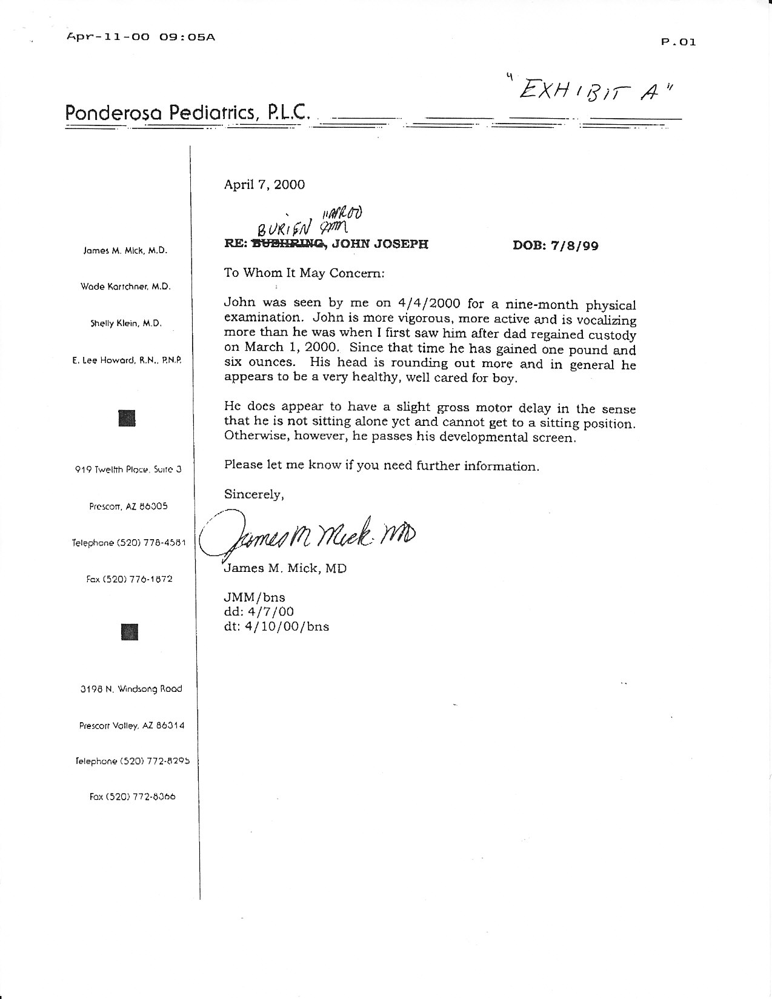 Apr-11-00 09:05A
P.01
"EXHIBIT A"
Ponderosa Pediatrics, P.L.C.
James M. Mick, M.D.
Wade Kartchner, M.D.
Shelly Klein, M.D.
E. Lee Howard, R.N., P.N.P.
919 Twelfth Place, Suite 3
Prescott, AZ 86305
Telephone (520) 778-4581
Fax (520) 776-1872
3198 N. Windsong Road
Prescott Valley, AZ 86314
Telephone (520) 772-8295
Fax (520) 772-8366
April 7, 2000
BURIEN
RE: BUEHRING, JOHN JOSEPH DOB: 7/8/99
To Whom It May Concern:
John was seen by me on 4/4/2000 for a nine-month physical
examination. John is more vigorous, more active and is vocalizing
more than he was when I first saw him after dad regained custody
on March 1, 2000. Since that time he has gained one pound and
six ounces. His head is rounding out more and in general he
appears to be a very healthy, well cared for boy.
He does appear to have a slight gross motor delay in the sense
that he is not sitting alone yet and cannot get to a sitting position.
Otherwise, however, he passes his developmental screen.
Please let me know if you need further information.
Sincerely,
James M Mick MD
James M. Mick, MD
JMM/bns
dd: 4/7/00
dt: 4/10/00/bns